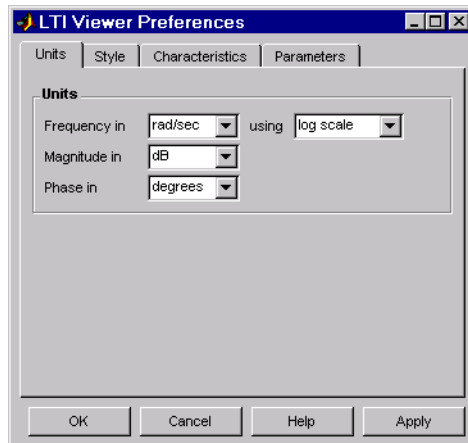 LTI Viewer Preferences
Units Style Characteristics Parameters
Units
Frequency in rad/sec using log scale
Magnitude in dB
Phase in degrees
OK Cancel Help Apply